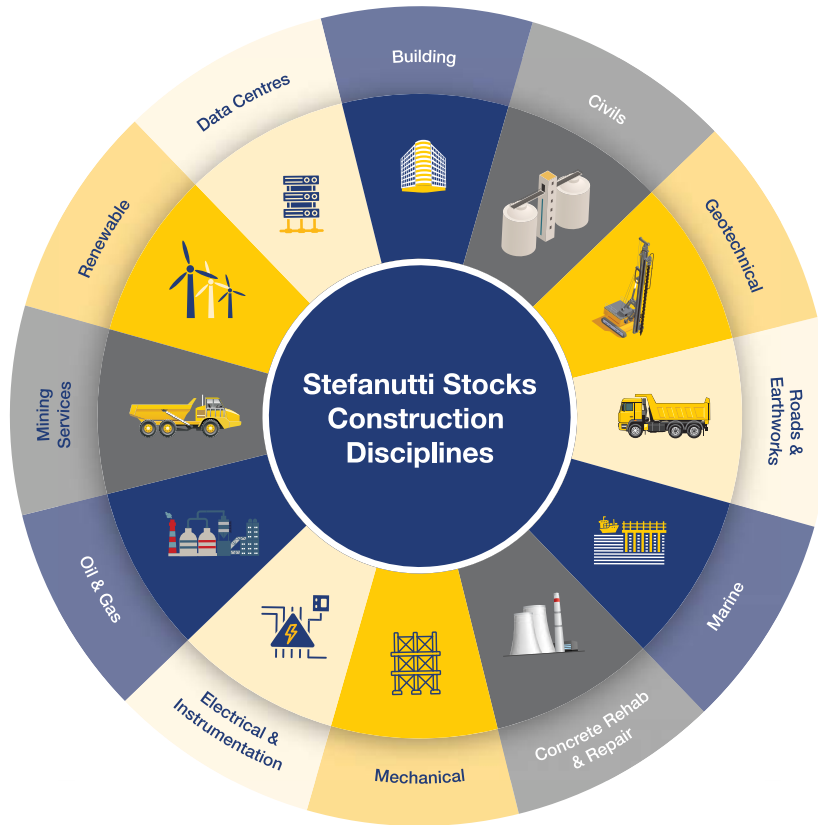 Stefanutti Stocks
Construction
Disciplines
Building
Civils
Geotechnical
Roads &
Earthworks
Marine
Concrete Rehab
& Repair
Mechanical
Electrical &
Instrumentation
Oil & Gas
Mining
Services
Renewable
Data Centres